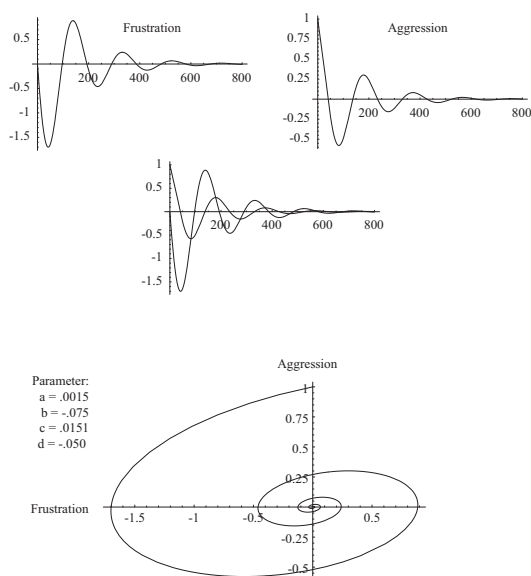 Frustration
0.5
200 400 600 800
-0.5
-1
-1.5
Aggression
1
0.75
0.5
0.25
200 400 600 800
-0.25
-0.5
1
0.5
200 400 600 800
-0.5
-1
-1.5
Aggression
Parameter:
a = .0015
b = -.075
c = .0151
d = -.050
1
0.75
0.5
0.25
Frustration
-1.5 -1 -0.5 0.5
-0.25
-0.5